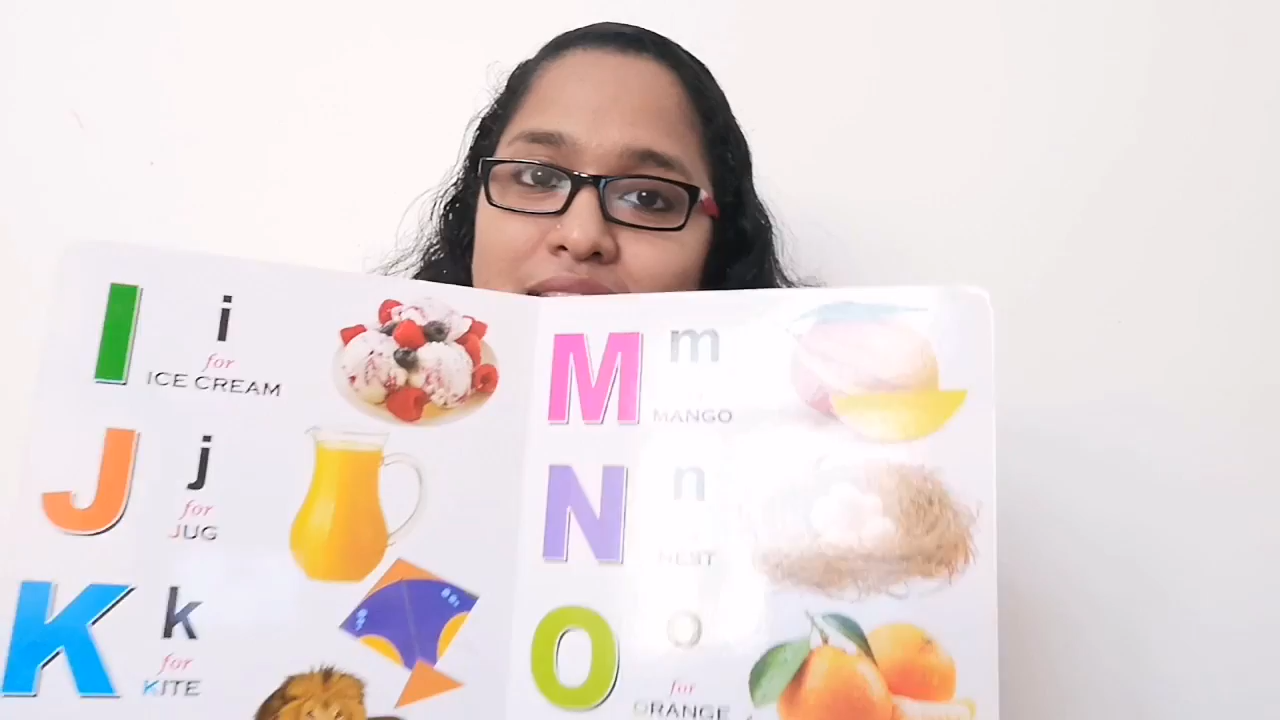 I i
for
ICE CREAM
J j
for
JUG
K k
for
KITE
M m
MANGO
N n
NEST
O o
for
ORANGE